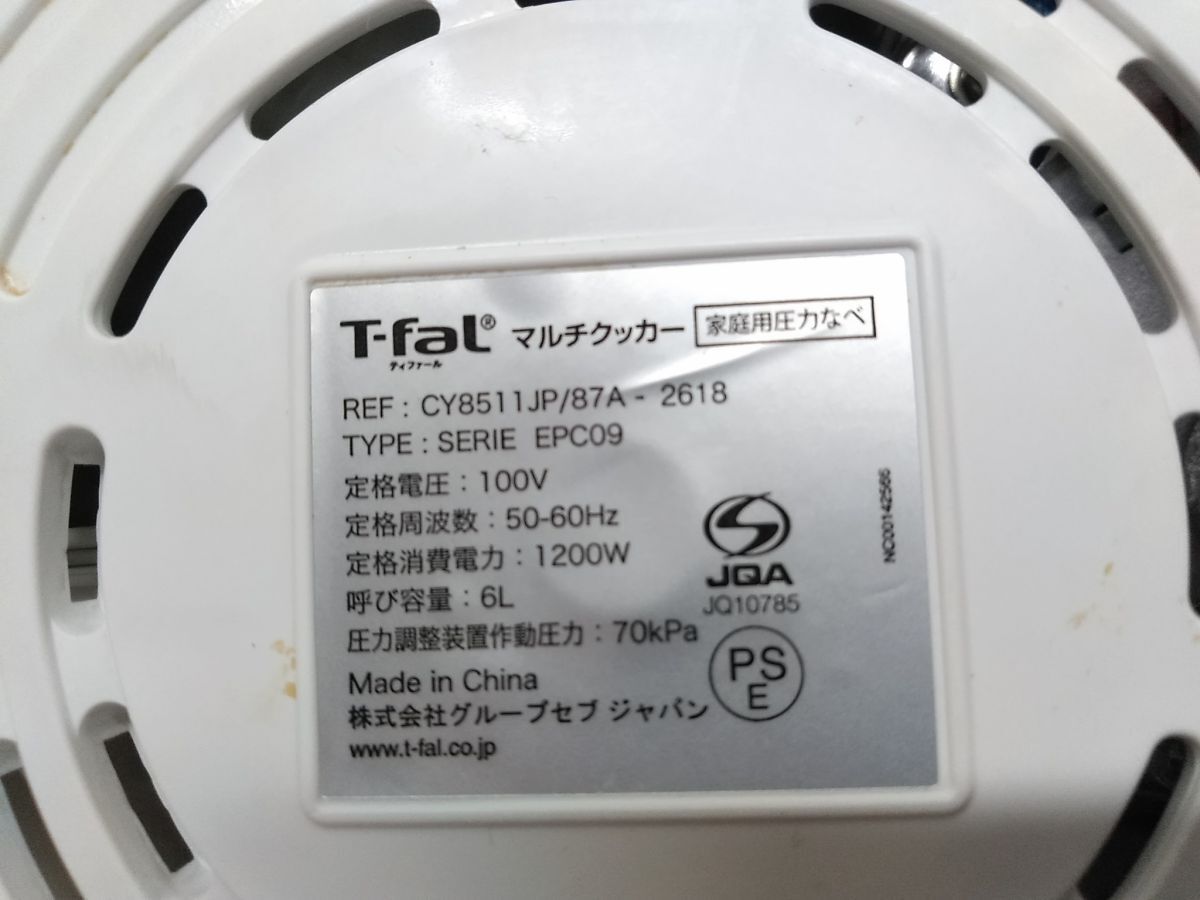 T-fal® マルチクッカー 家庭用圧力なべ
ティファール
REF : CY8511JP/87A - 2618
TYPE : SERIE EPC09
定格電圧：100V
定格周波数：50-60Hz
定格消費電力：1200W
呼び容量：6L
圧力調整装置作動圧力：70kPa
Made in China
株式会社グループセブ ジャパン
www.t-fal.co.jp
JQA
JQ10785
PS
E
NC00142566